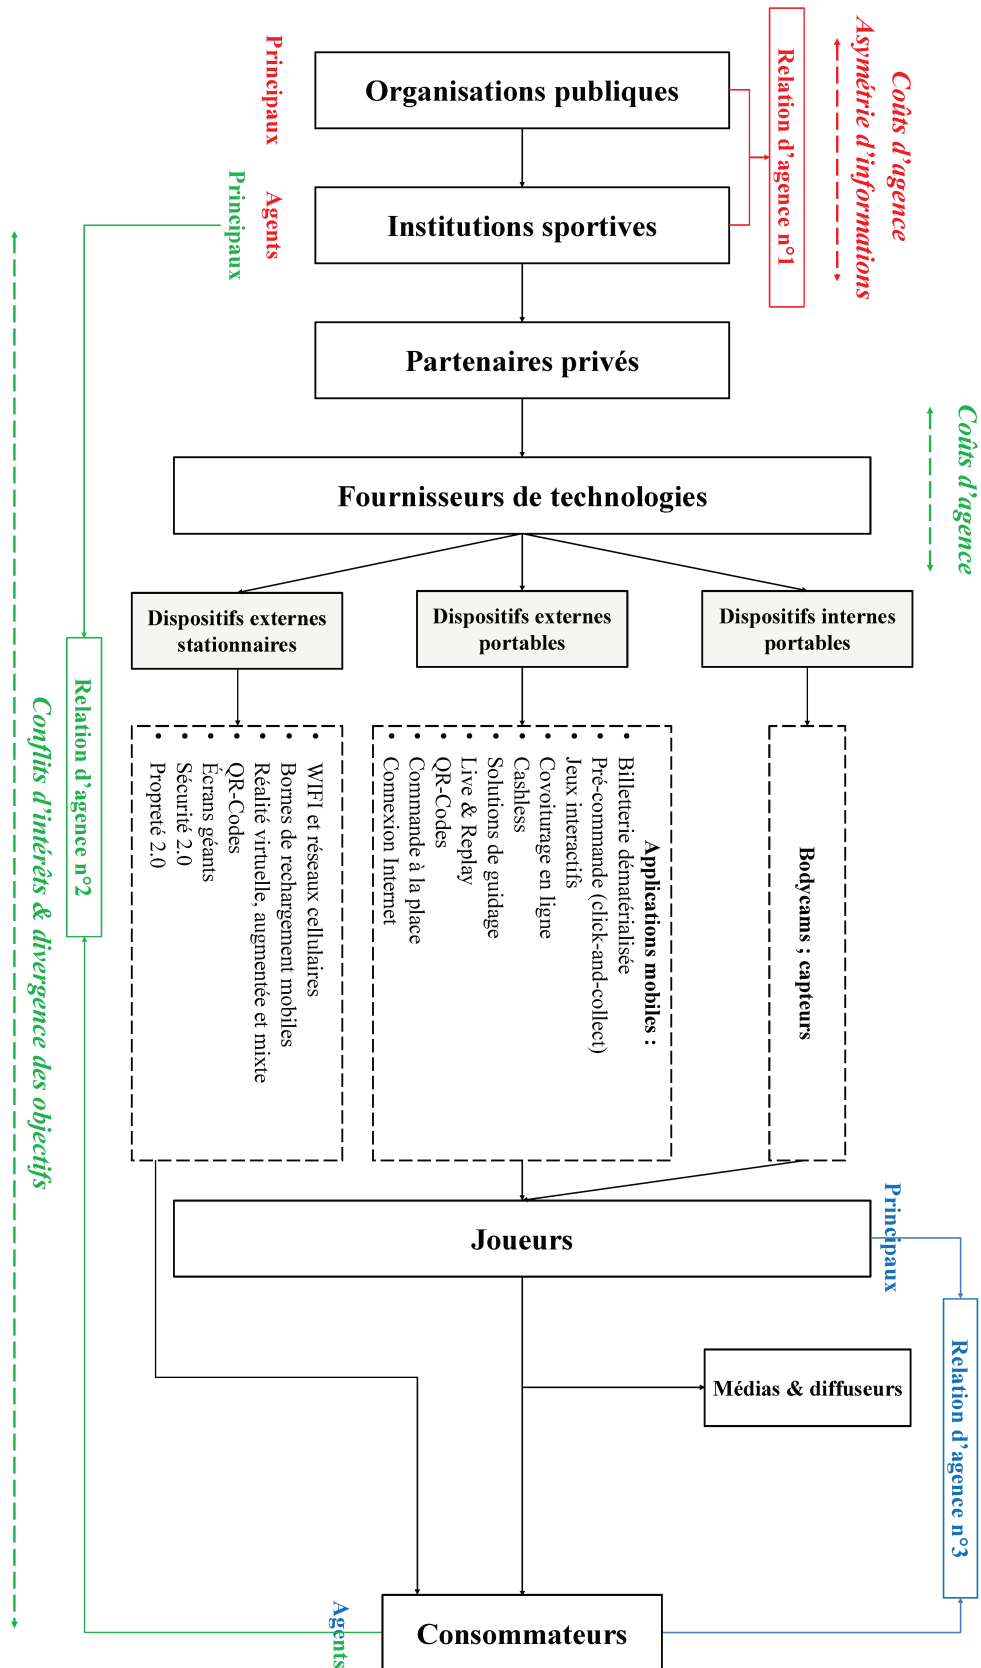 Coûts d'agence
Asymétrie d'informations
Relation d'agence n°1
Principaux
Agents
Principaux
Organisations publiques
Institutions sportives
Partenaires privés
Coûts d'agence
Fournisseurs de technologies
Dispositifs externes
stationnaires
Dispositifs externes
portables
Dispositifs internes
portables
• WIFI et réseaux cellulaires
• Bornes de rechargement mobiles
• Réalité virtuelle, augmentée et mixte
• QR-Codes
• Écrans géants
• Sécurité 2.0
• Propreté 2.0
Applications mobiles :
• Billetterie dématérialisée
• Pré-commande (click-and-collect)
• Jeux interactifs
• Covoiturage en ligne
• Cashless
• Solutions de guidage
• Live & Replay
• QR-Codes
• Commande à la place
• Connexion Internet
Bodycams ; capteurs
Relation d'agence n°2
Conflits d'intérêts & divergence des objectifs
Joueurs
Principaux
Médias & diffuseurs
Relation d'agence n°3
Agents
Consommateurs